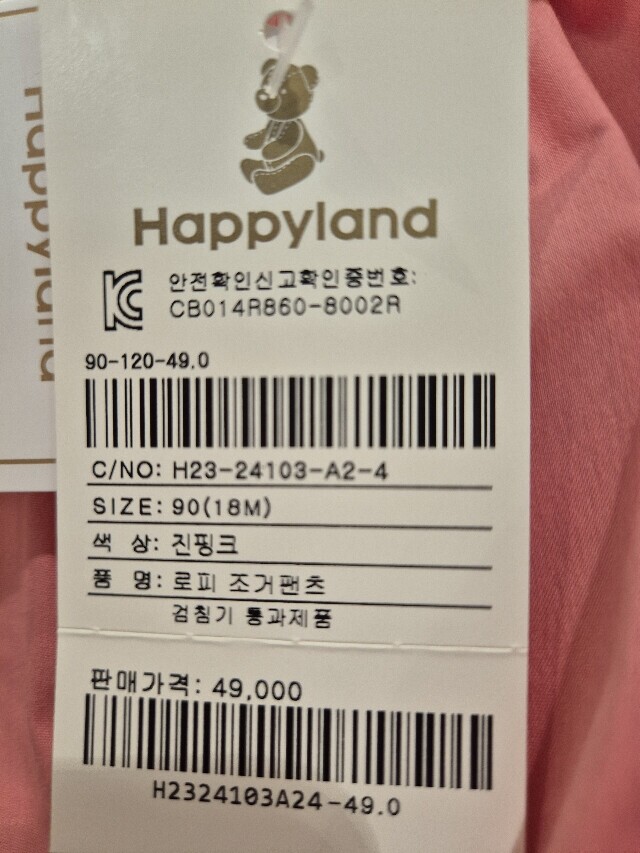 Happyland
Happyland
안전확인신고확인증번호:
CB014R860-8002R
90-120-49.0
C/NO: H23-24103-A2-4
SIZE: 90(18M)
색 상: 진핑크
품 명: 로피 조거팬츠
검침기 통과제품
판매가격: 49,000
H2324103A24-49.0